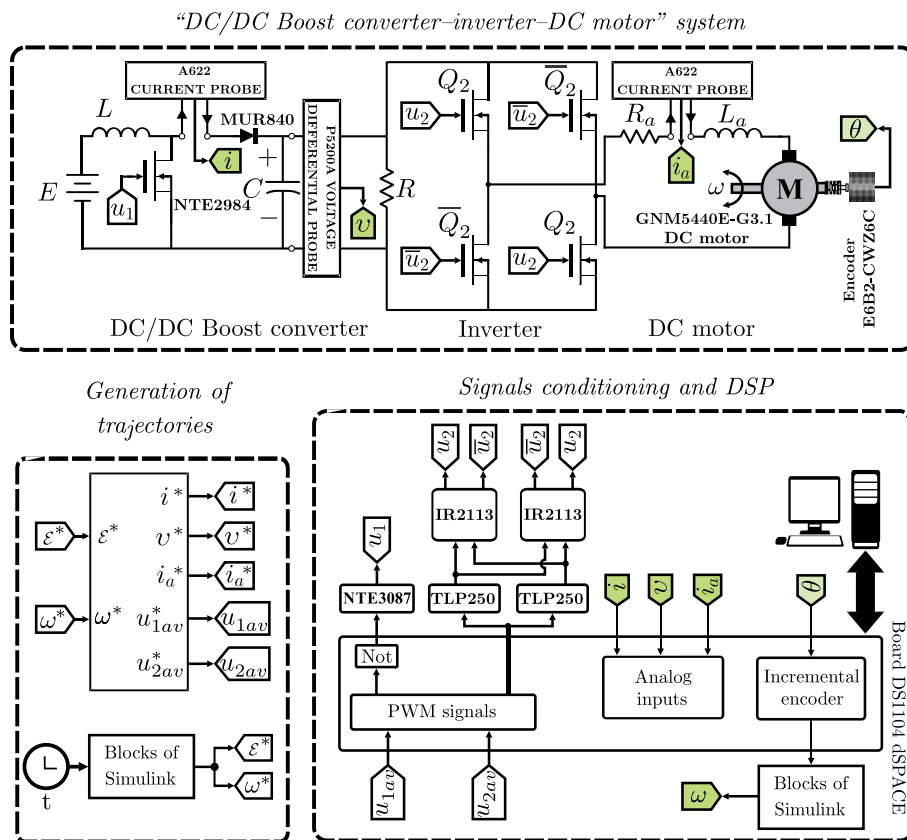 “DC/DC Boost converter–inverter–DC motor” system
A622
CURRENT PROBE
L
MUR840
i
E
u₁
NTE2984
+
C
−
P5200A VOLTAGE
DIFFERENTIAL PROBE
v
R
Q₂
u₂
Q̅₂
u̅₂
Q̅₂
u̅₂
Q₂
u₂
A622
CURRENT PROBE
Rₐ
Lₐ
iₐ
θ
ω
M
GNM5440E-G3.1
DC motor
Encoder
E6B2-CWZ6C
DC/DC Boost converter
Inverter
DC motor
Generation of
trajectories
ℰ*
ℰ*
ω*
ω*
i*
i*
v*
v*
iₐ*
iₐ*
u*₁ₐᵥ
u₁ₐᵥ
u*₂ₐᵥ
u₂ₐᵥ
t
Blocks of
Simulink
ℰ*
ω*
Signals conditioning and DSP
u₂
u̅₂
u̅₂
u₂
IR2113
IR2113
u₁
NTE3087
TLP250
TLP250
i
v
iₐ
θ
Not
PWM signals
Analog
inputs
Incremental
encoder
Board DS1104 dSPACE
u₁ₐᵥ
u₂ₐᵥ
ω
Blocks of
Simulink